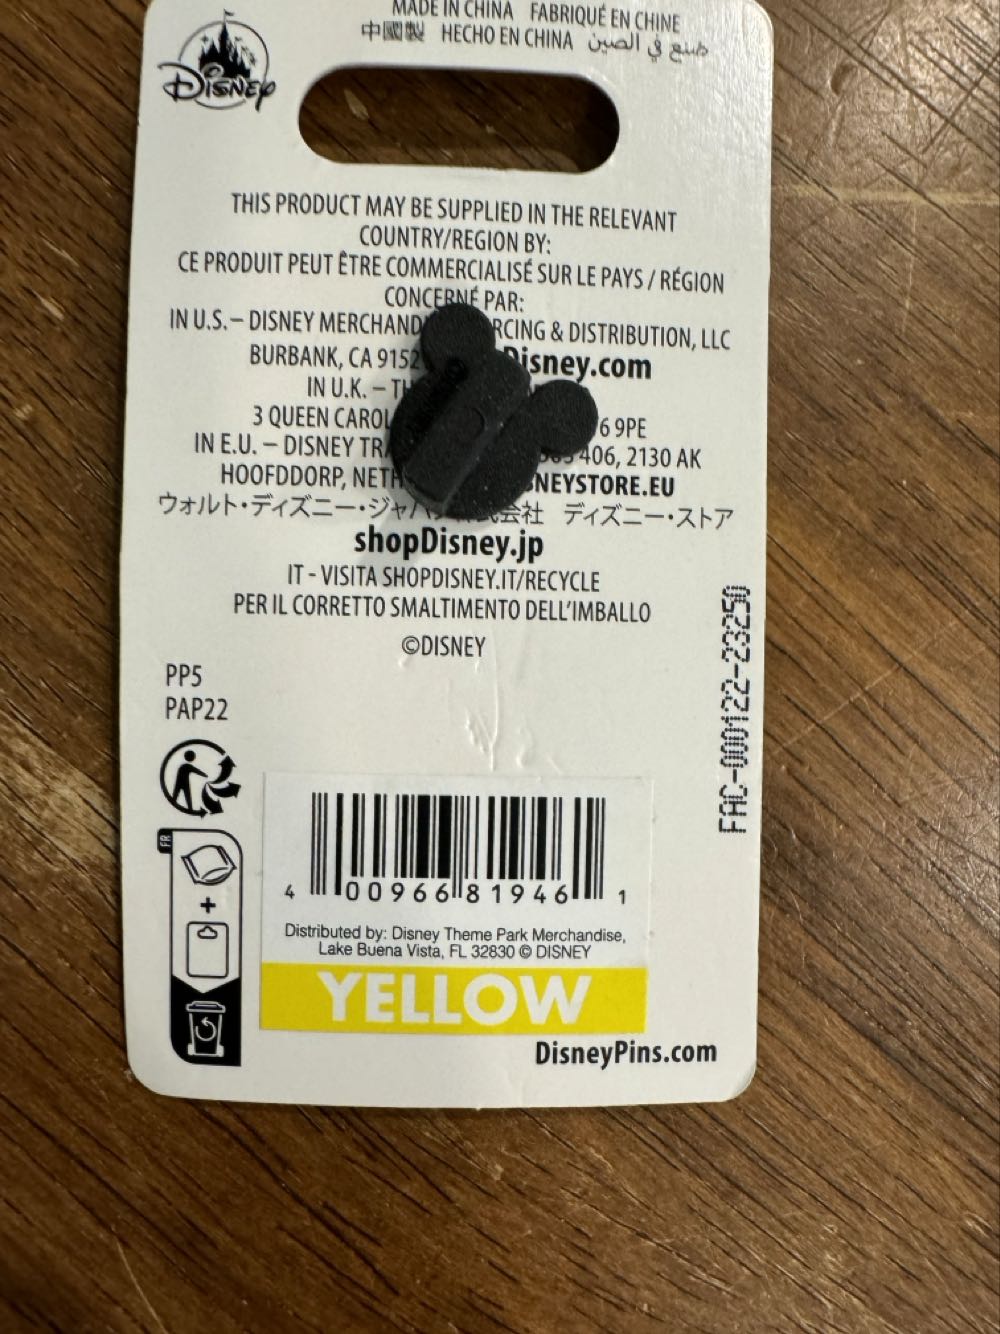 MADE IN CHINA FABRIQUÉ EN CHINE
中國製 HECHO EN CHINA صنع في الصين
Disney
THIS PRODUCT MAY BE SUPPLIED IN THE RELEVANT
COUNTRY/REGION BY:
CE PRODUIT PEUT ÊTRE COMMERCIALISÉ SUR LE PAYS / RÉGION
CONCERNÉ PAR:
IN U.S. – DISNEY MERCHAND RCING & DISTRIBUTION, LLC
BURBANK, CA 9152 Disney.com
IN U.K. – TH
3 QUEEN CAROL 6 9PE
IN E.U. – DISNEY TRA 406, 2130 AK
HOOFDDORP, NETH SNEYSTORE.EU
ウォルト・ディズニー・ジャパン 会社 ディズニー・ストア
shopDisney.jp
IT - VISITA SHOPDISNEY.IT/RECYCLE
PER IL CORRETTO SMALTIMENTO DELL'IMBALLO
©DISNEY
PP5
PAP22
FAC-000122-23250
FR
+
4 00966 81946 1
Distributed by: Disney Theme Park Merchandise,
Lake Buena Vista, FL 32830 © DISNEY
YELLOW
DisneyPins.com